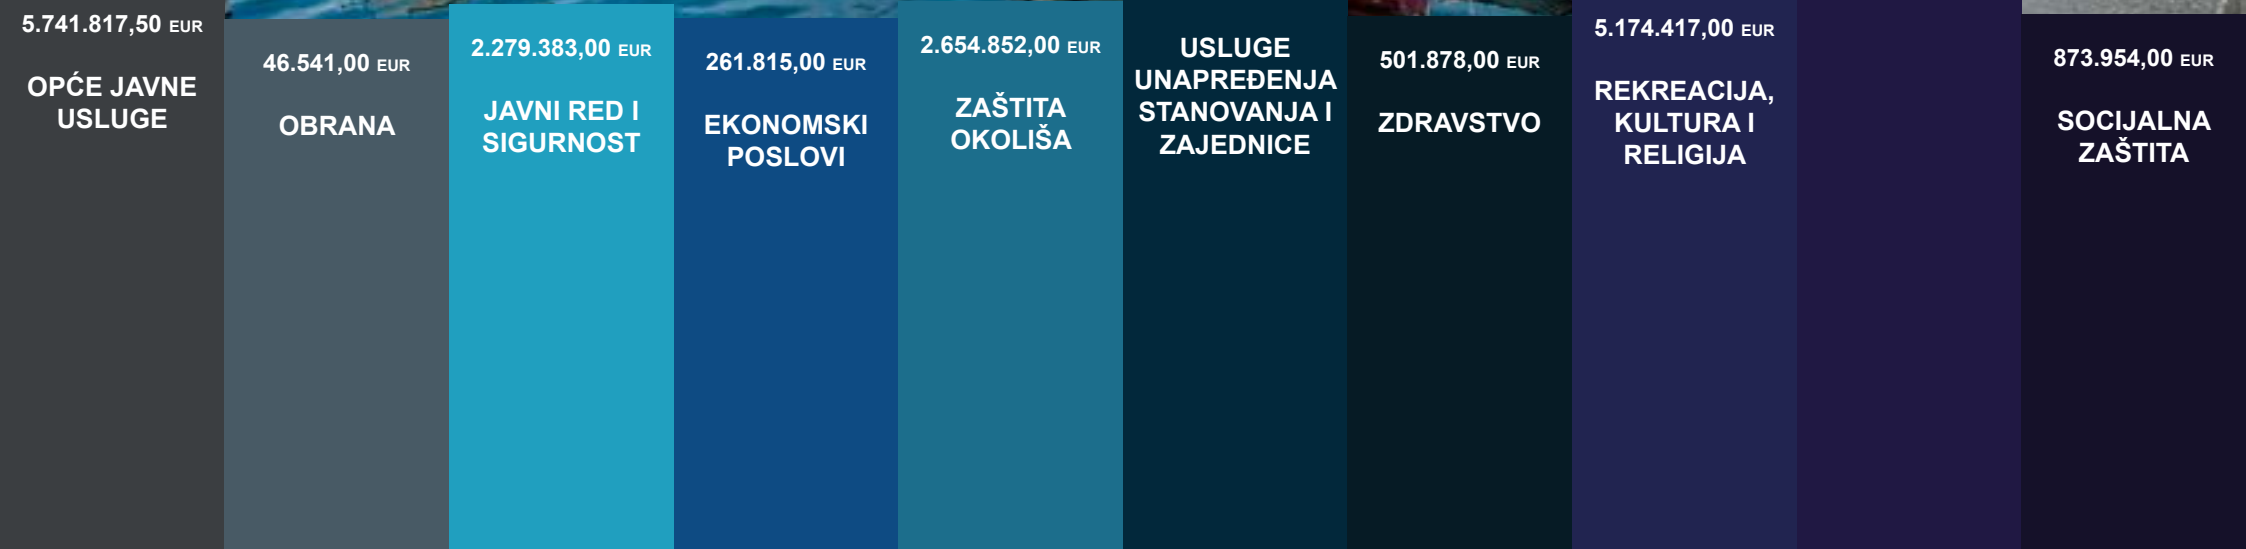 5.741.817,50 EUR
OPĆE JAVNE
USLUGE
46.541,00 EUR
OBRANA
2.279.383,00 EUR
JAVNI RED I
SIGURNOST
261.815,00 EUR
EKONOMSKI
POSLOVI
2.654.852,00 EUR
ZAŠTITA
OKOLIŠA
USLUGE
UNAPREĐENJA
STANOVANJA I
ZAJEDNICE
501.878,00 EUR
ZDRAVSTVO
5.174.417,00 EUR
REKREACIJA,
KULTURA I
RELIGIJA
873.954,00 EUR
SOCIJALNA
ZAŠTITA